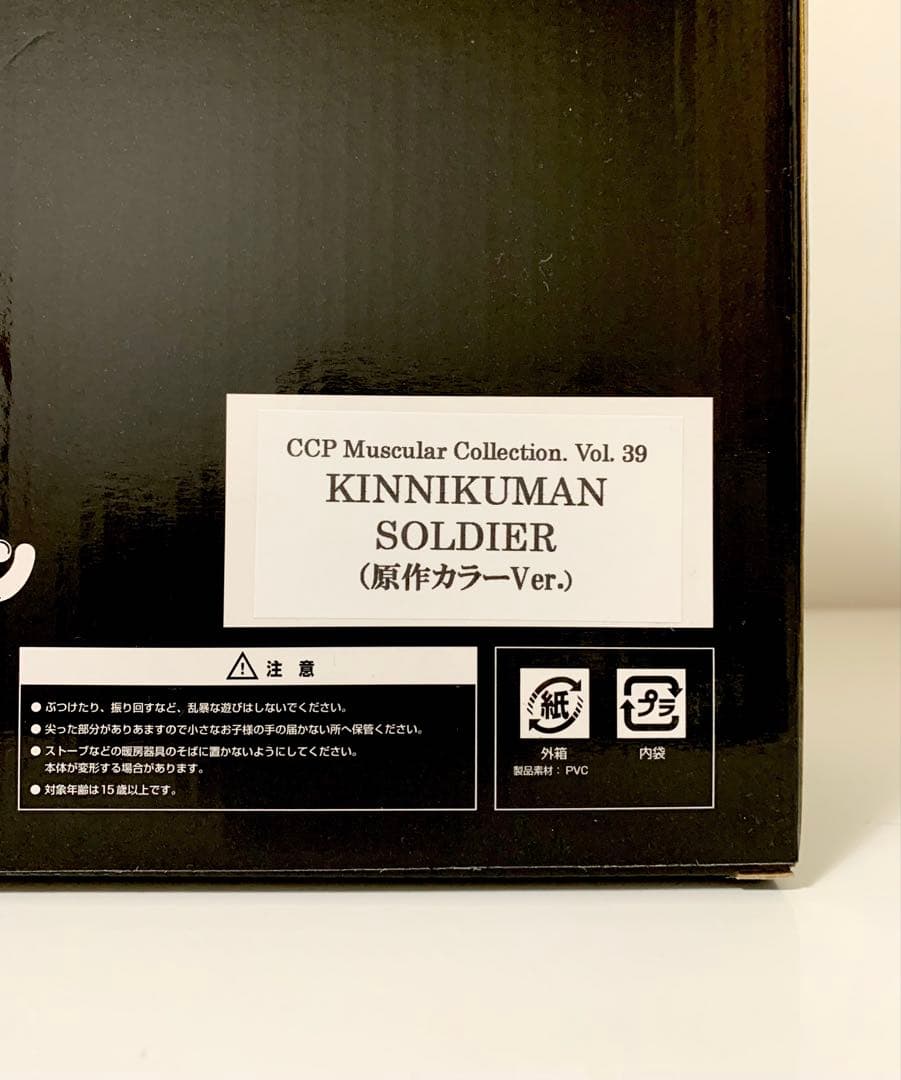 CCP Muscular Collection. Vol. 39
KINNIKUMAN
SOLDIER
(原作カラーVer.)
ン
注 意
● ぶつけたり、振り回すなど、乱暴な遊びはしないでください。
● 尖った部分がありあますので小さなお子様の手の届かない所へ保管ください。
● ストーブなどの暖房器具のそばに置かないようにしてください。
本体が変形する場合があります。
● 対象年齢は15歳以上です。
紙
外箱
製品素材：PVC
プラ
内袋